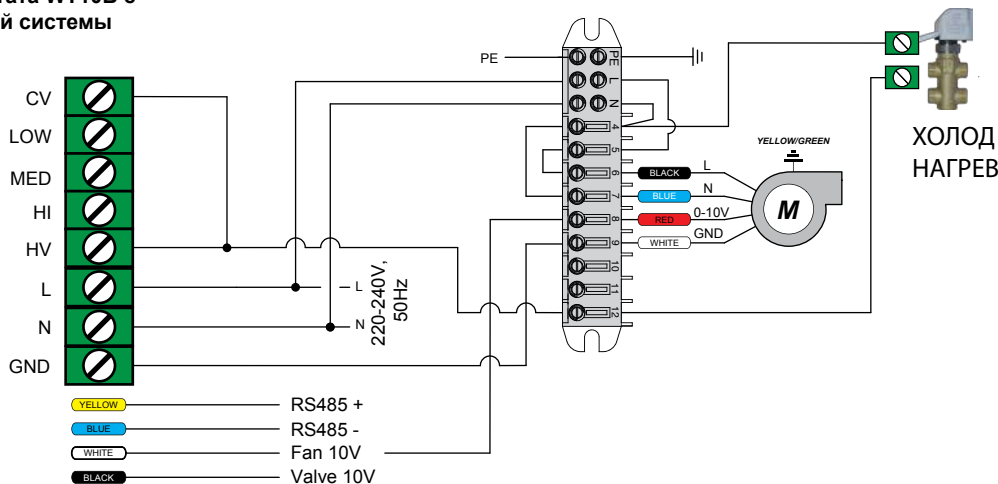 й системы
CV
LOW
MED
HI
HV
L
N
GND
L
N
220-240V,
50Hz
YELLOW
RS485 +
BLUE
RS485 -
WHITE
Fan 10V
BLACK
Valve 10V
PE
PE
L
N
4
5
6
7
8
9
10
11
12
BLACK
L
BLUE
N
RED
0-10V
WHITE
GND
YELLOW/GREEN
M
ХОЛОД
НАГРЕВ